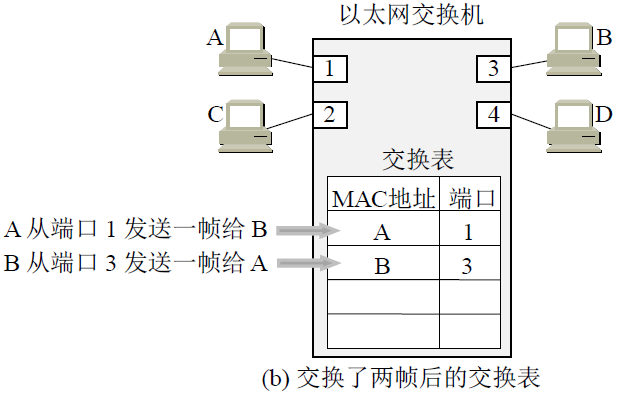 以太网交换机
A
B
1
3
C
2
4
D
交换表
MAC地址 端口
A 从端口 1 发送一帧给 B
A 1
B 从端口 3 发送一帧给 A
B 3
(b) 交换了两帧后的交换表